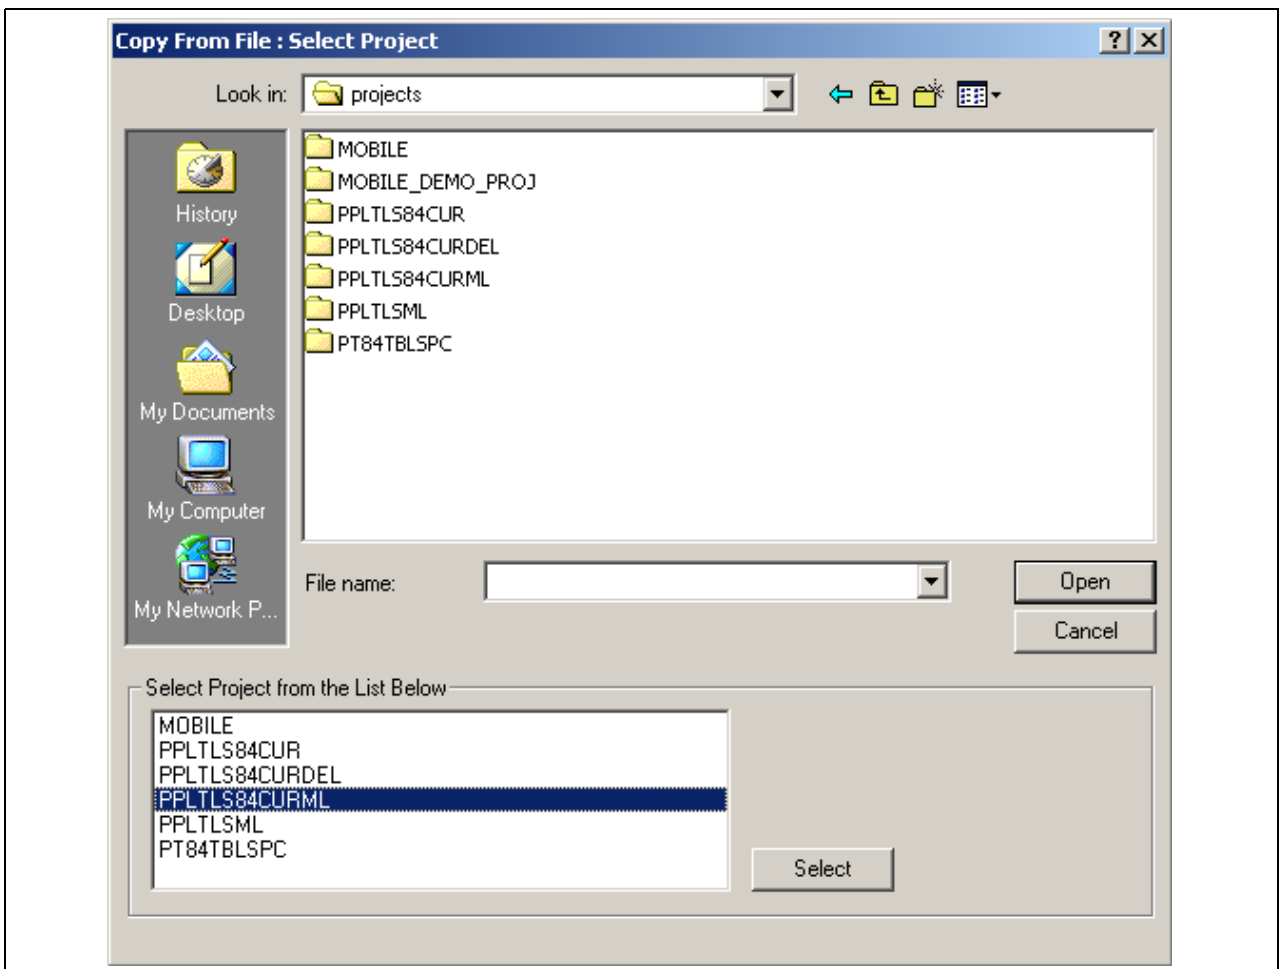 Copy From File : Select Project
Look in: projects
History
Desktop
My Documents
My Computer
My Network P...
MOBILE
MOBILE_DEMO_PROJ
PPLTLS84CUR
PPLTLS84CURDEL
PPLTLS84CURML
PPLTLSML
PT84TBLSPC
File name:
Open
Cancel
Select Project from the List Below
MOBILE
PPLTLS84CUR
PPLTLS84CURDEL
PPLTLS84CURML
PPLTLSML
PT84TBLSPC
Select